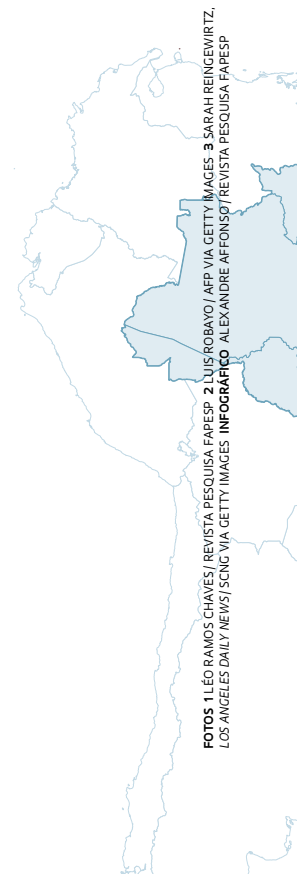 FOTOS 1 LÉO RAMOS CHAVES / REVISTA PESQUISA FAPESP 2 LUIS ROBAYO / AFP VIA GETTY IMAGES 3 SARAH REINGEWIRTZ,
LOS ANGELES DAILY NEWS / SCNG VIA GETTY IMAGES INFOGRÁFICO ALEXANDRE AFFONSO / REVISTA PESQUISA FAPESP